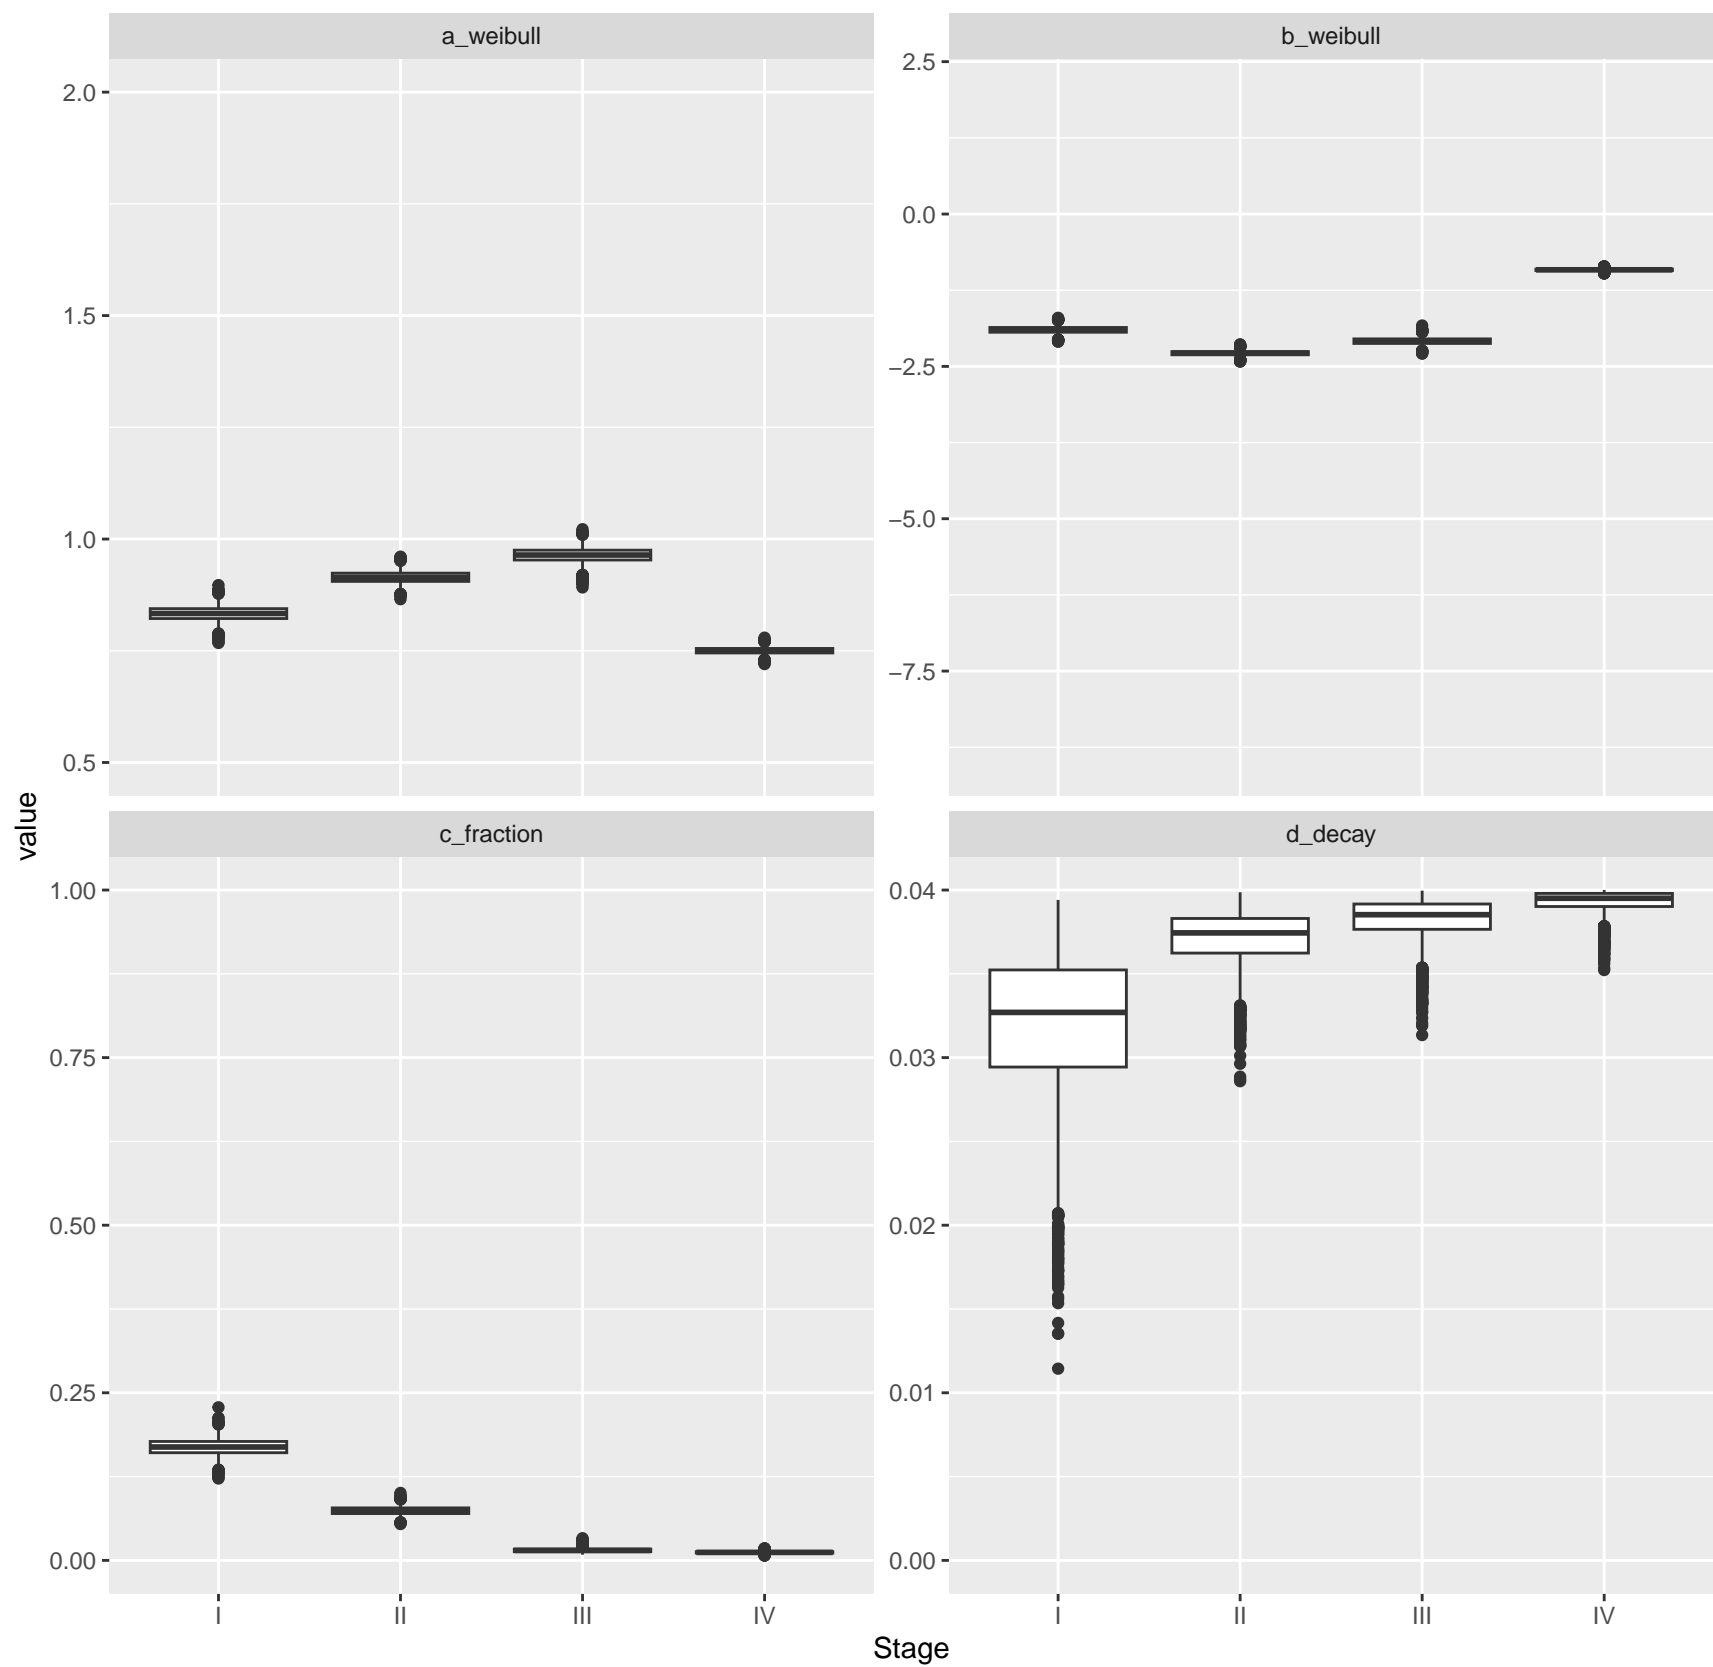 a_weibull
b_weibull
2.0
1.5
1.0
0.5
2.5
0.0
−2.5
−5.0
−7.5
value
c_fraction
d_decay
1.00
0.75
0.50
0.25
0.00
0.04
0.03
0.02
0.01
0.00
I II III IV
I II III IV
Stage